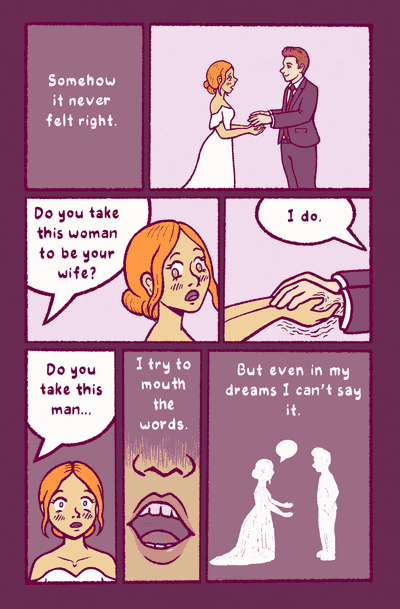 Somehow
it never
felt right.
Do you take
this woman
to be your
wife?
I do.
Do you
take this
man...
I try to
mouth
the
words.
But even in my
dreams I can't say
it.